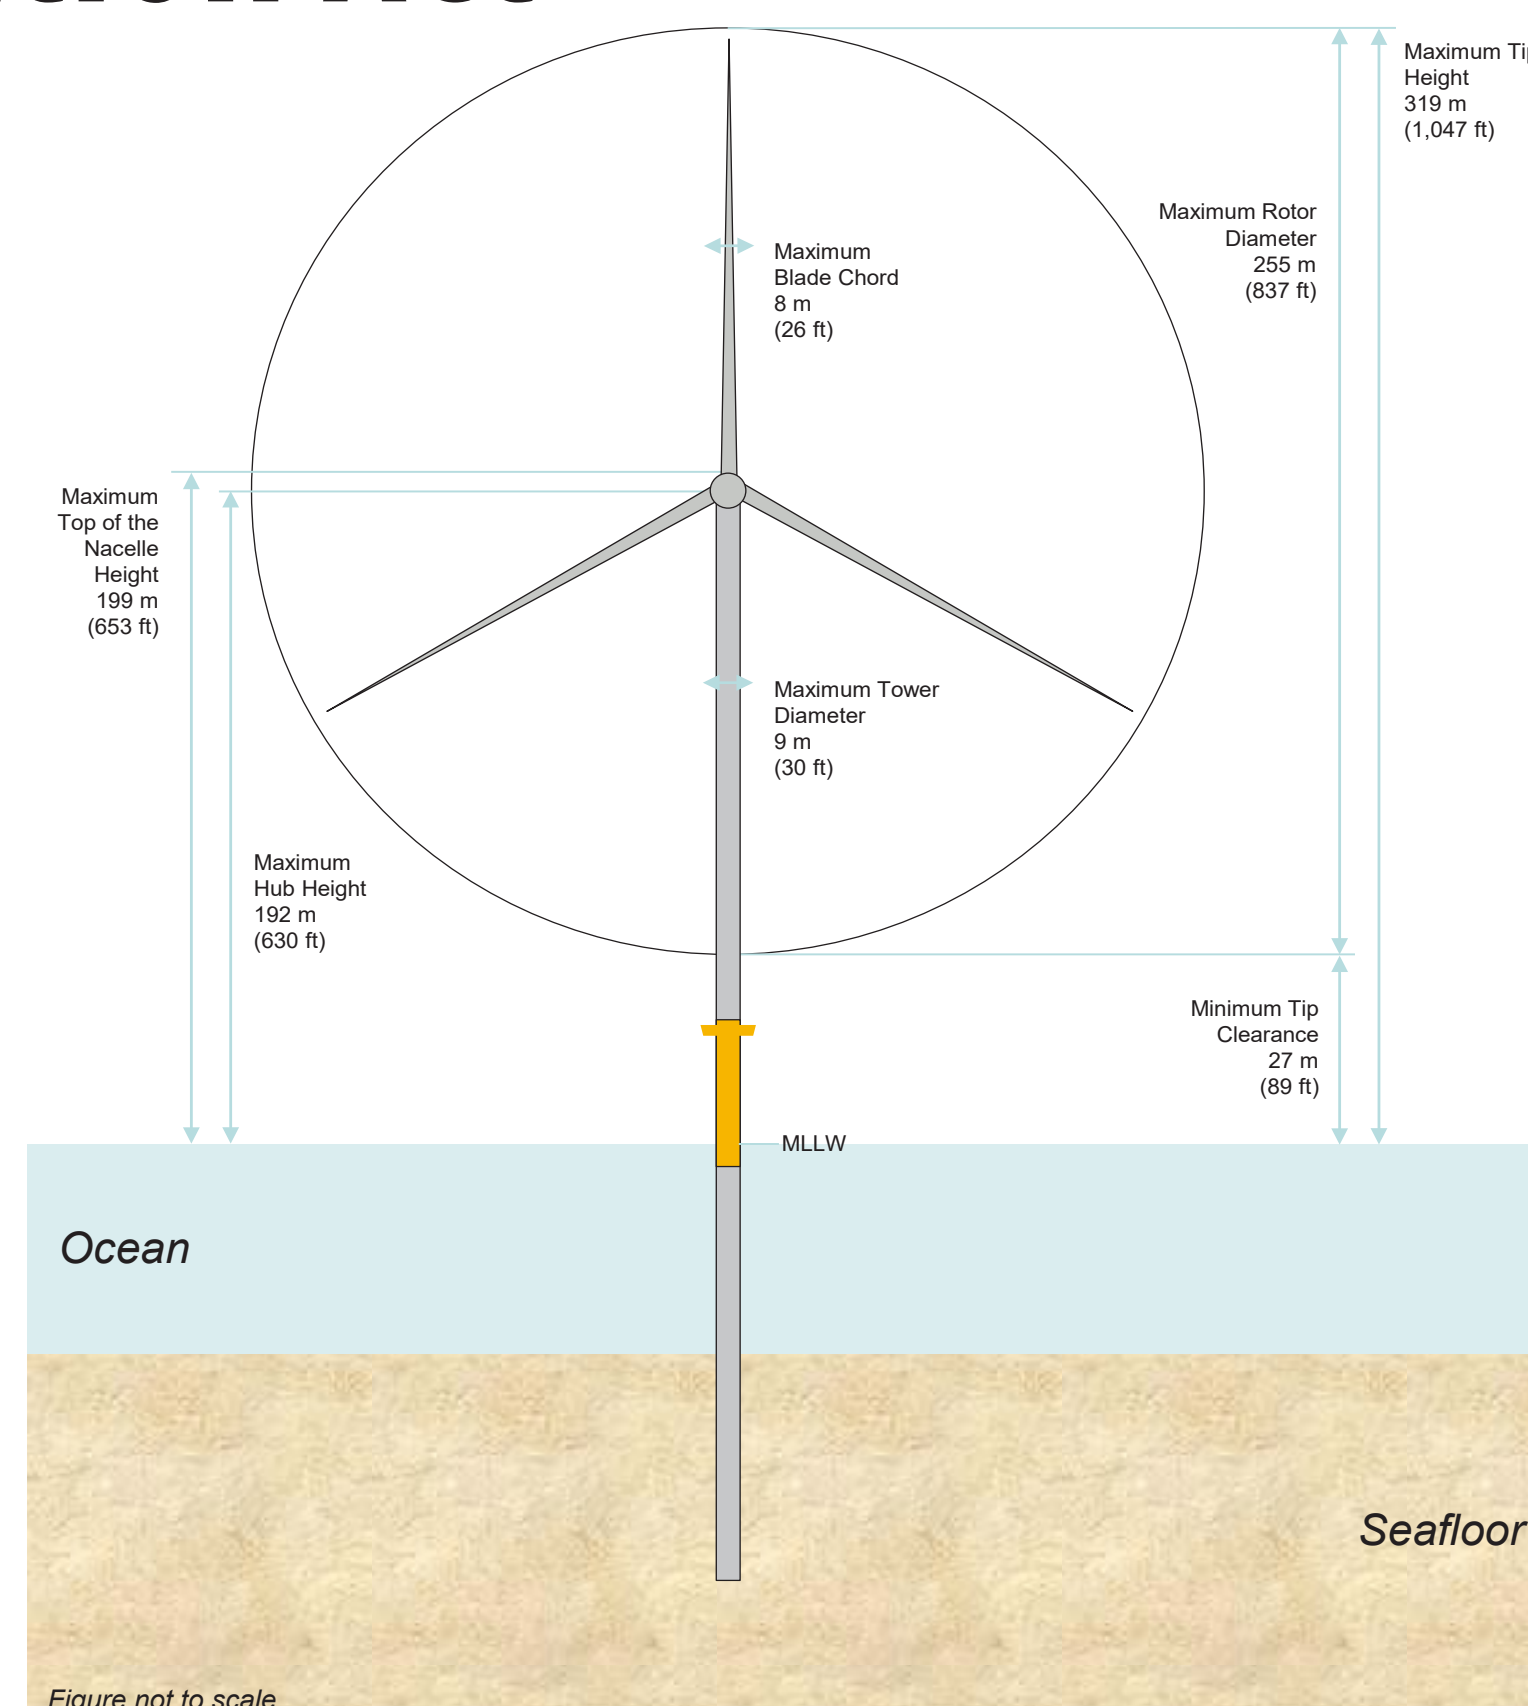 Maximum
Height
319 m
(1,047 ft)
Maximum Rotor
Diameter
255 m
(837 ft)
Maximum
Blade Chord
8 m
(26 ft)
Maximum
Top of the
Nacelle
Height
199 m
(653 ft)
Maximum Tower
Diameter
9 m
(30 ft)
Maximum
Hub Height
192 m
(630 ft)
Minimum Tip
Clearance
27 m
(89 ft)
MLLW
Ocean
Seafloor
Figure not to scale